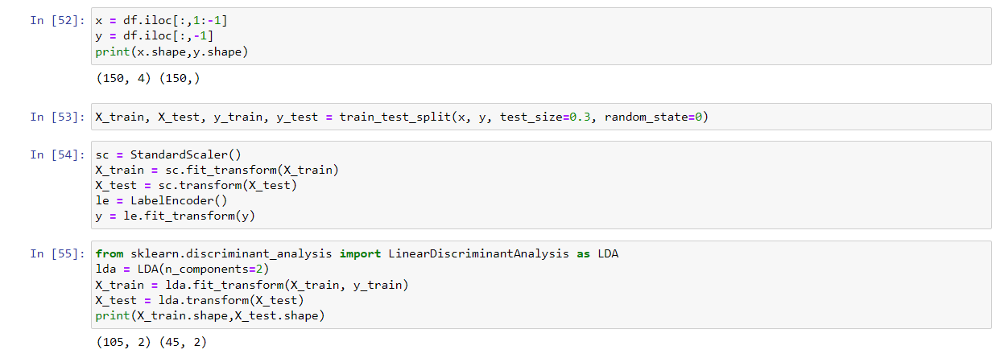 In [52]: x = df.iloc[:,1:-1]
y = df.iloc[:,-1]
print(x.shape,y.shape)
(150, 4) (150,)
In [53]: X_train, X_test, y_train, y_test = train_test_split(x, y, test_size=0.3, random_state=0)
In [54]: sc = StandardScaler()
X_train = sc.fit_transform(X_train)
X_test = sc.transform(X_test)
le = LabelEncoder()
y = le.fit_transform(y)
In [55]: from sklearn.discriminant_analysis import LinearDiscriminantAnalysis as LDA
lda = LDA(n_components=2)
X_train = lda.fit_transform(X_train, y_train)
X_test = lda.transform(X_test)
print(X_train.shape,X_test.shape)
(105, 2) (45, 2)